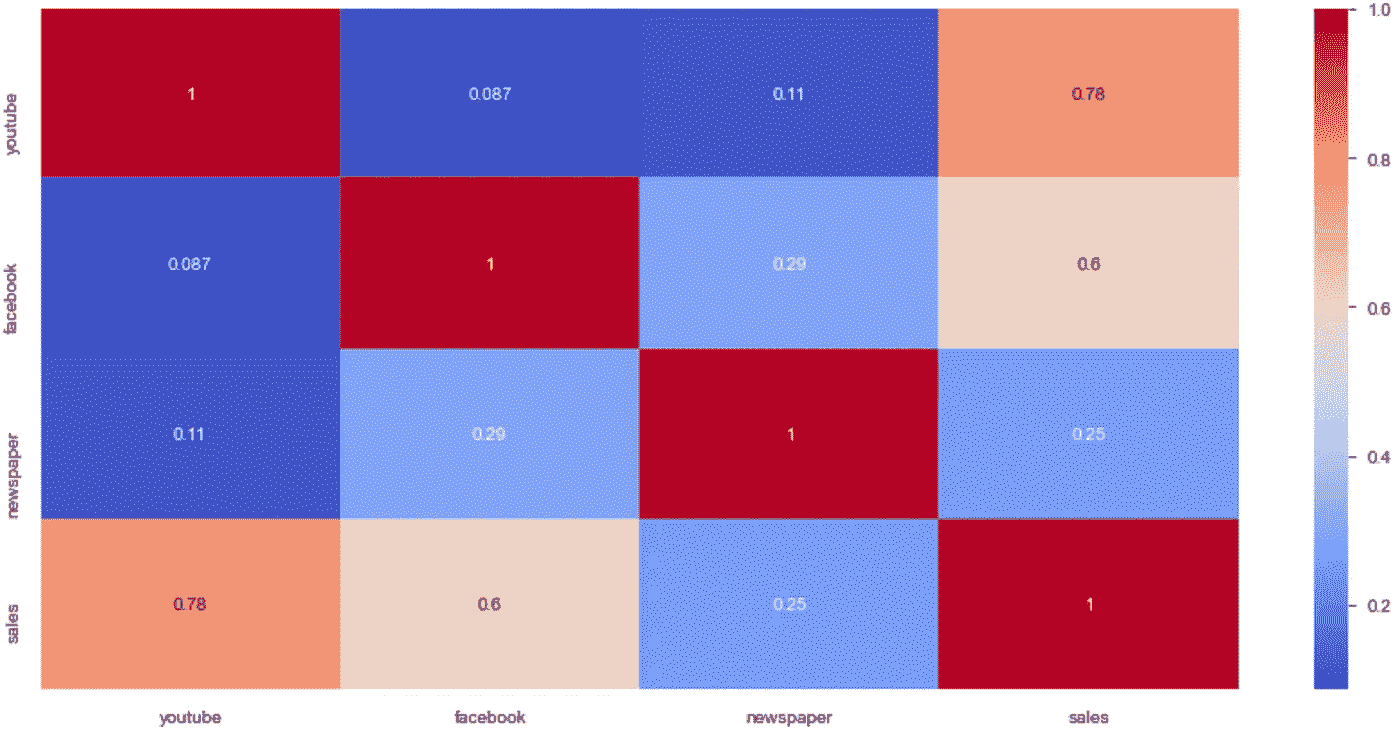 youtube 1 0.087 0.11 0.78
facebook 0.087 1 0.29 0.6
newspaper 0.11 0.29 1 0.25
sales 0.78 0.6 0.25 1
youtube facebook newspaper sales
1.0
0.8
0.6
0.4
0.2